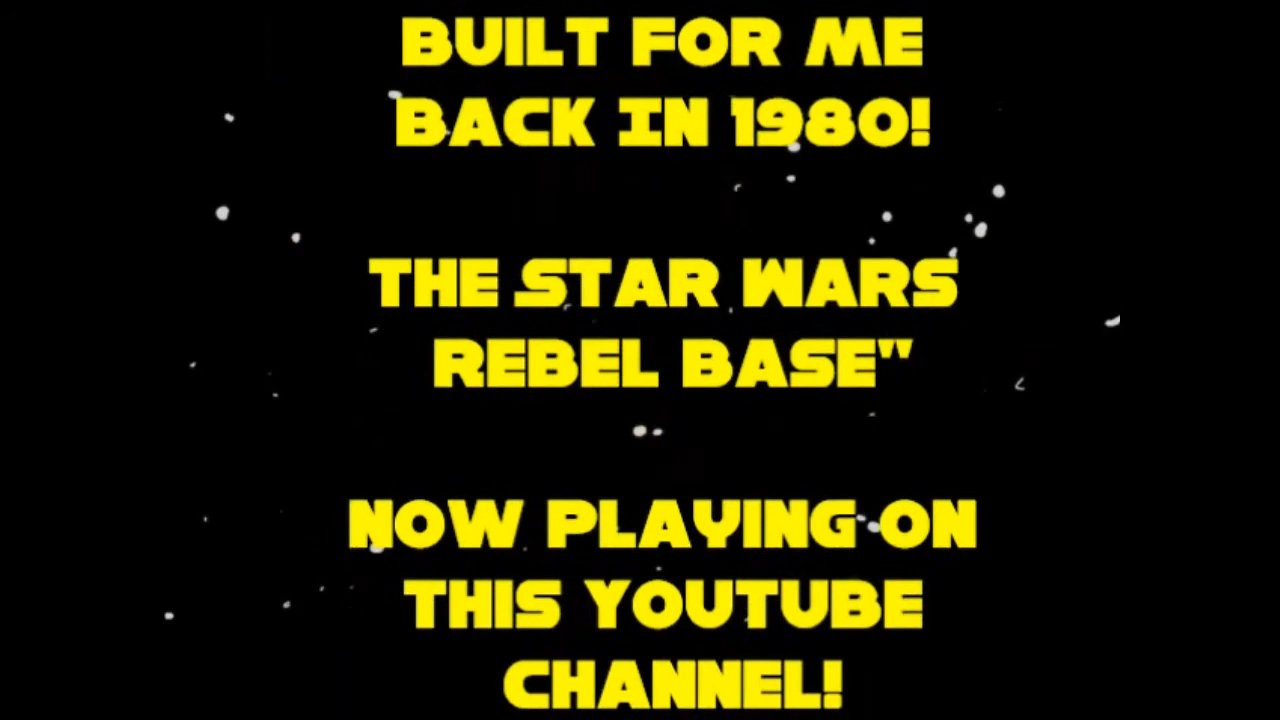 BUILT FOR ME
BACK IN 1980!
THE STAR WARS
REBEL BASE"
NOW PLAYING ON
THIS YOUTUBE
CHANNEL!